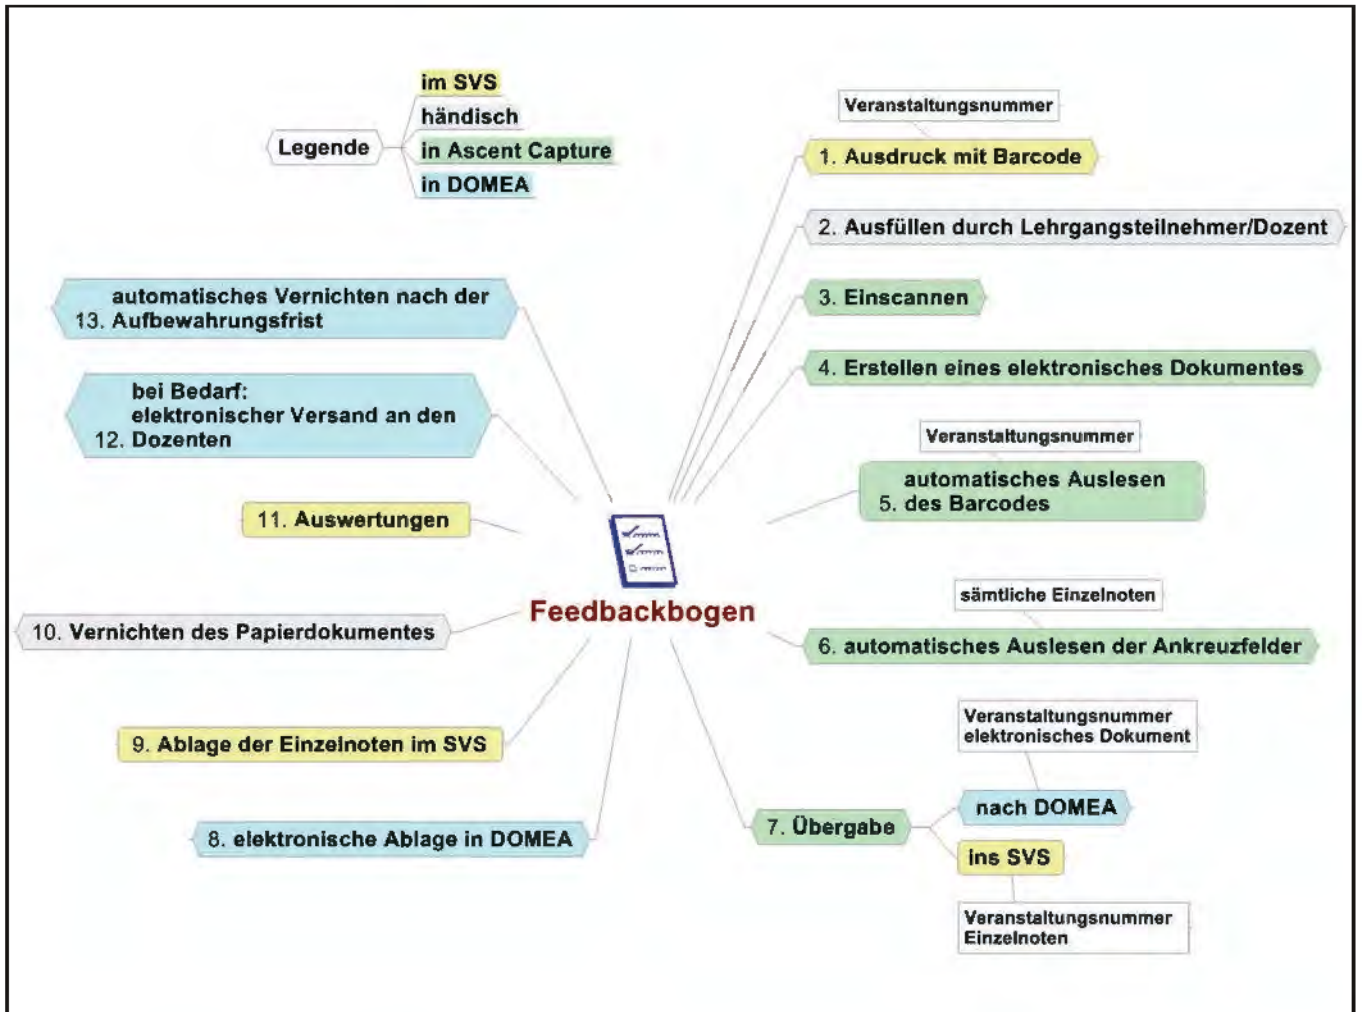 Legende
im SVS
händisch
in Ascent Capture
in DOMEA
Veranstaltungsnummer
1. Ausdruck mit Barcode
2. Ausfüllen durch Lehrgangsteilnehmer/Dozent
3. Einscannen
4. Erstellen eines elektronisches Dokumentes
Veranstaltungsnummer
automatisches Auslesen
5. des Barcodes
sämtliche Einzelnoten
6. automatisches Auslesen der Ankreuzfelder
Veranstaltungsnummer
elektronisches Dokument
nach DOMEA
7. Übergabe
ins SVS
Veranstaltungsnummer
Einzelnoten
8. elektronische Ablage in DOMEA
9. Ablage der Einzelnoten im SVS
10. Vernichten des Papierdokumentes
11. Auswertungen
bei Bedarf:
elektronischer Versand an den
12. Dozenten
automatisches Vernichten nach der
13. Aufbewahrungsfrist
Feedbackbogen